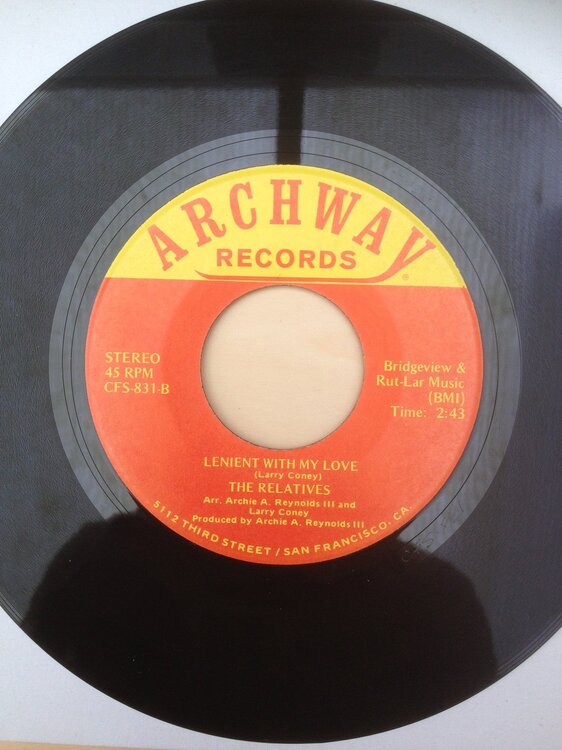 ARCHWAY
RECORDS
®
STEREO
45 RPM
CFS-831-B
Bridgeview &
Rut-Lar Music
(BMI)
Time: 2:43
LENIENT WITH MY LOVE
(Larry Coney)
THE RELATIVES
Arr. Archie A. Reynolds III and
Larry Coney
Produced by Archie A. Reynolds III
5112 THIRD STREET / SAN FRANCISCO, CA.